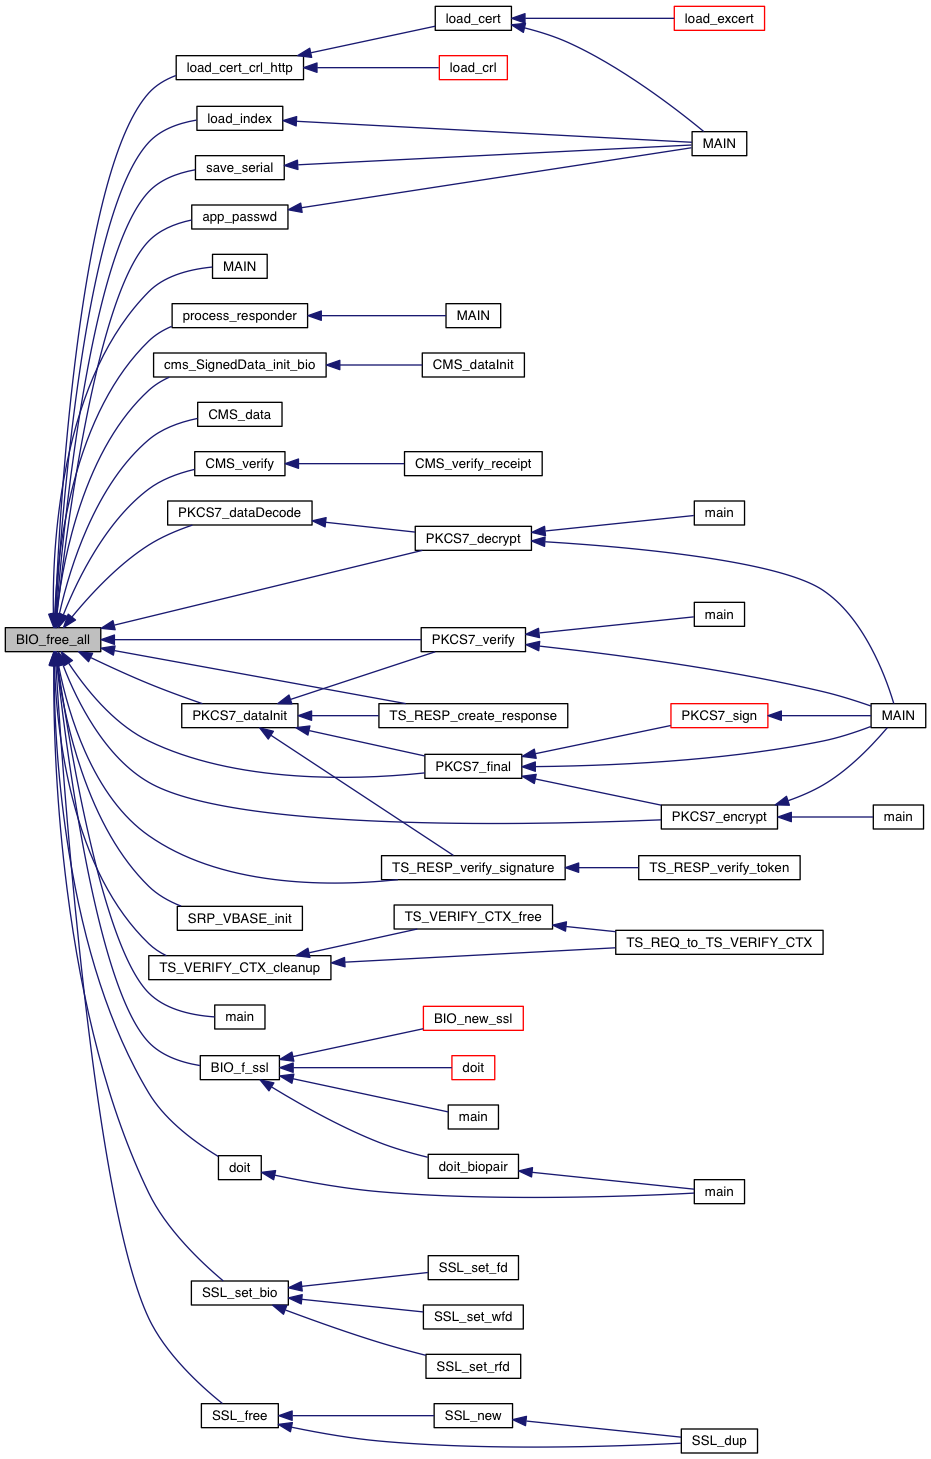 load_cert
load_excert
load_cert_crl_http
load_crl
load_index
MAIN
save_serial
app_passwd
MAIN
process_responder
MAIN
cms_SignedData_init_bio
CMS_dataInit
CMS_data
CMS_verify
CMS_verify_receipt
PKCS7_dataDecode
main
PKCS7_decrypt
main
BIO_free_all
PKCS7_verify
PKCS7_dataInit
TS_RESP_create_response
PKCS7_sign
MAIN
PKCS7_final
PKCS7_encrypt
main
TS_RESP_verify_signature
TS_RESP_verify_token
SRP_VBASE_init
TS_VERIFY_CTX_free
TS_REQ_to_TS_VERIFY_CTX
TS_VERIFY_CTX_cleanup
main
BIO_new_ssl
BIO_f_ssl
doit
main
doit
doit_biopair
main
SSL_set_fd
SSL_set_bio
SSL_set_wfd
SSL_set_rfd
SSL_free
SSL_new
SSL_dup